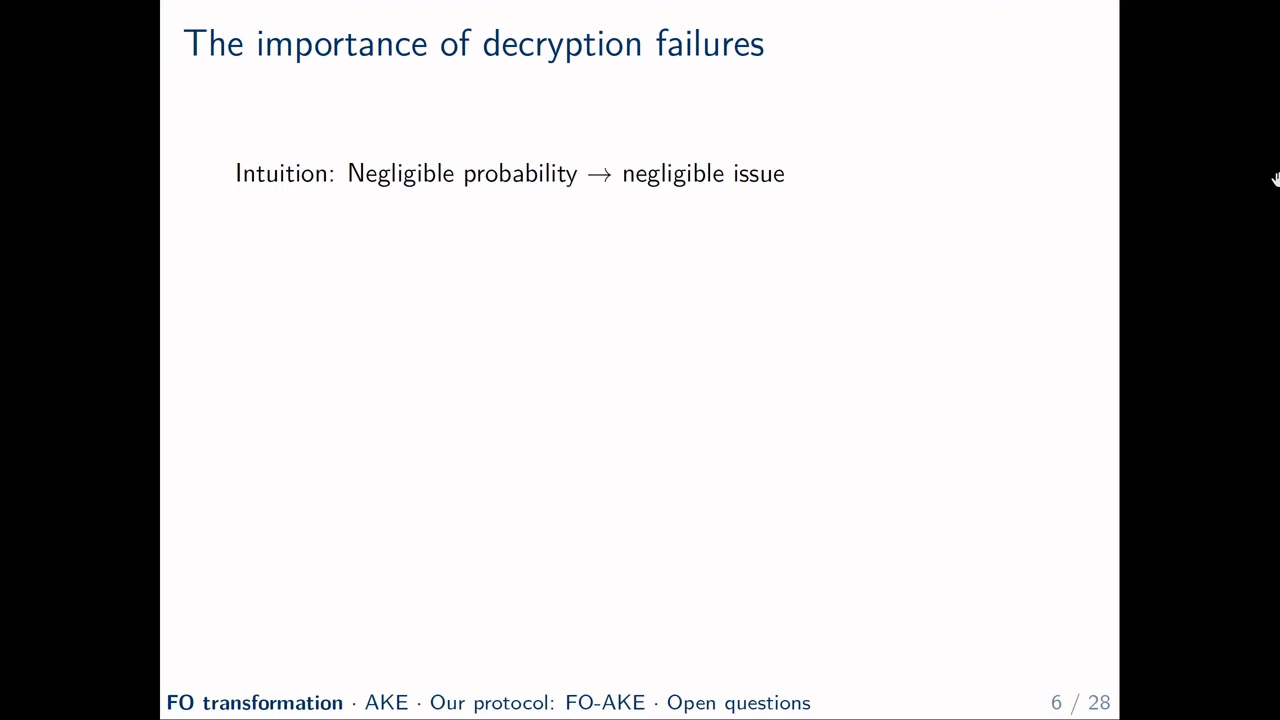 The importance of decryption failures
Intuition: Negligible probability → negligible issue
FO transformation · AKE · Our protocol: FO-AKE · Open questions
6 / 28